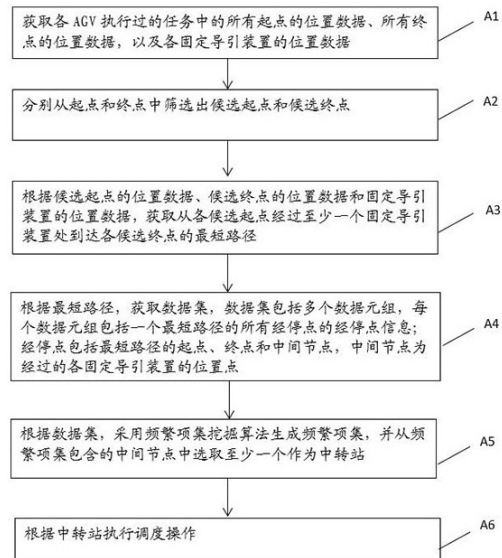 获取各AGV执行过的任务中的所有起点的位置数据、所有终
点的位置数据，以及各固定导引装置的位置数据
A1
分别从起点和终点中筛选出候选起点和候选终点
A2
根据候选起点的位置数据、候选终点的位置数据和固定导引
装置的位置数据，获取从各候选起点经过至少一个固定导引
装置处到达各候选终点的最短路径
A3
根据最短路径，获取数据集，数据集包括多个数据元组，每
个数据元组包括一个最短路径的所有经停点的经停点信息；
经停点包括最短路径的起点、终点和中间节点，中间节点为
经过的各固定导引装置的位置点
A4
根据数据集，采用频繁项集挖掘算法生成频繁项集，并从频
繁项集包含的中间节点中选取至少一个作为中转站
A5
根据中转站执行调度操作
A6